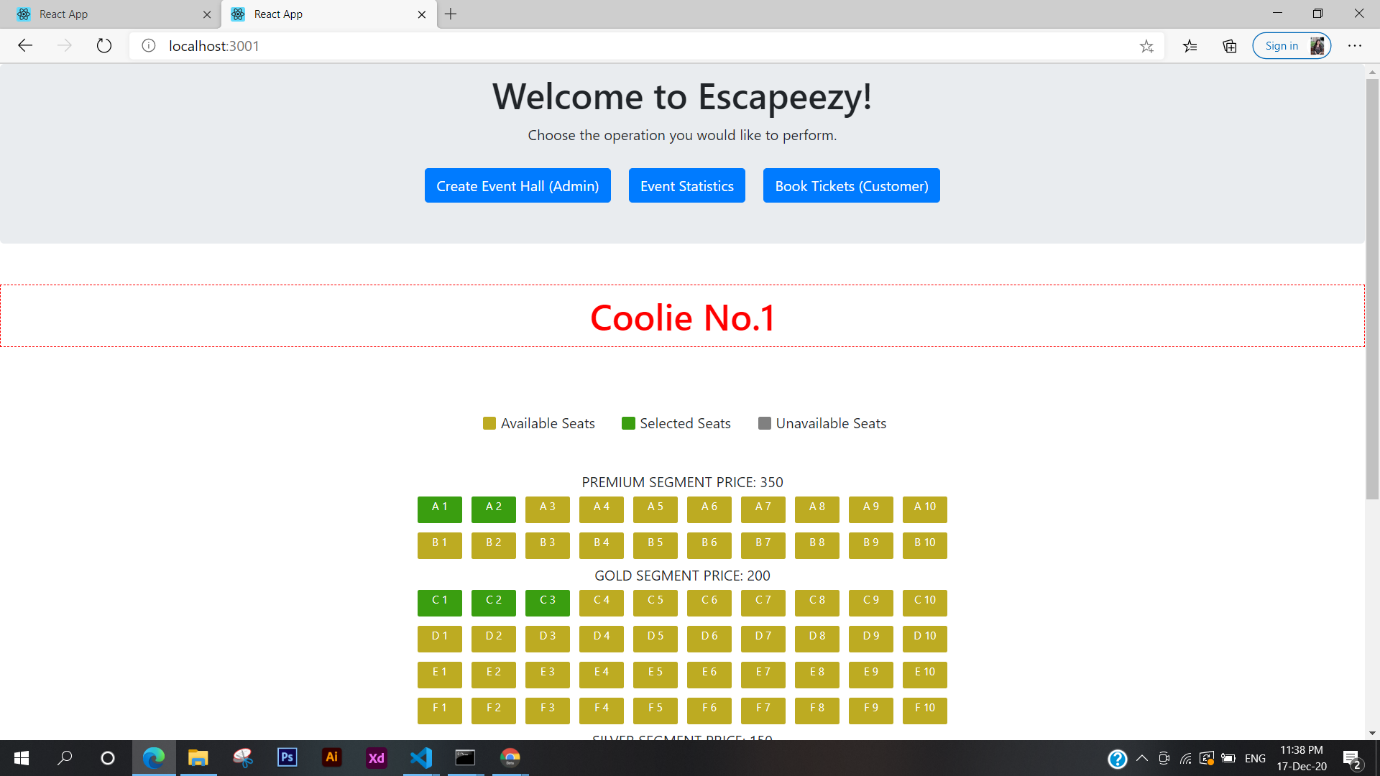 React App
React App
localhost:3001
Sign in
Welcome to Escapeezy!
Choose the operation you would like to perform.
Create Event Hall (Admin) Event Statistics Book Tickets (Customer)
Coolie No.1
Available Seats Selected Seats Unavailable Seats
PREMIUM SEGMENT PRICE: 350
A 1 A 2 A 3 A 4 A 5 A 6 A 7 A 8 A 9 A 10
B 1 B 2 B 3 B 4 B 5 B 6 B 7 B 8 B 9 B 10
GOLD SEGMENT PRICE: 200
C 1 C 2 C 3 C 4 C 5 C 6 C 7 C 8 C 9 C 10
D 1 D 2 D 3 D 4 D 5 D 6 D 7 D 8 D 9 D 10
E 1 E 2 E 3 E 4 E 5 E 6 E 7 E 8 E 9 E 10
F 1 F 2 F 3 F 4 F 5 F 6 F 7 F 8 F 9 F 10
SILVER SEGMENT PRICE: 150
Ps Ai Xd
ENG
11:38 PM
17-Dec-20
2